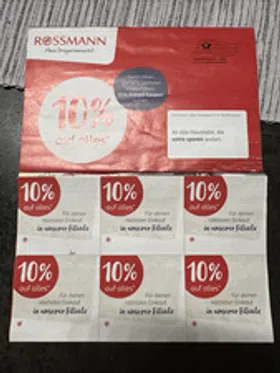 ROSSMANN
Mein Drogeriemarkt
10%
auf alles*
An alle Haushalte, die
extra sparen wollen.
10%
auf alles*
Für deinen
nächsten Einkauf
in unserer Filiale
10%
auf alles*
Für deinen
nächsten Einkauf
in unserer Filiale
10%
auf alles*
Für deinen
nächsten Einkauf
in unserer Filiale
10%
auf alles*
Für deinen
nächsten Einkauf
in unserer Filiale
10%
auf alles*
Für deinen
nächsten Einkauf
in unserer Filiale
10%
auf alles*
Für deinen
nächsten Einkauf
in unserer Filiale